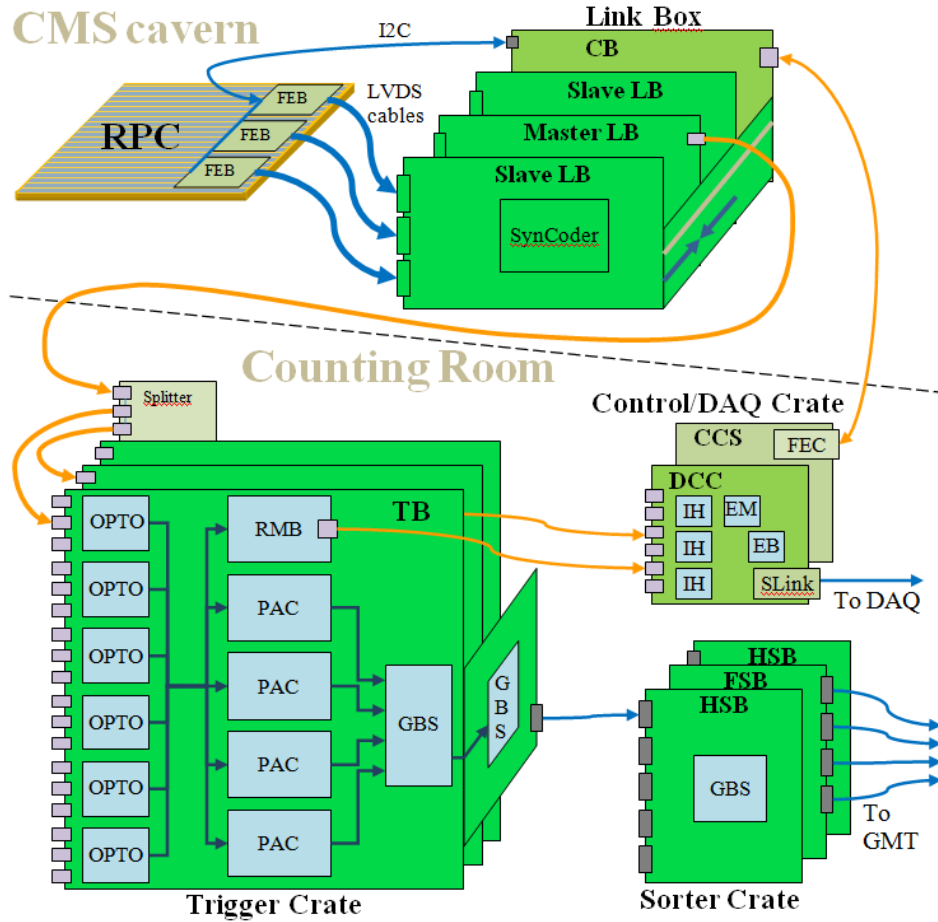 CMS cavern
Link Box
I2C
CB
FEB
LVDS
cables
Slave LB
RPC
FEB
Master LB
FEB
Slave LB
SynCoder
Counting Room
Splitter
Control/DAQ Crate
CCS
FEC
DCC
OPTO
RMB
TB
IH
EM
IH
EB
IH
SLink
To DAQ
OPTO
PAC
OPTO
PAC
GBS
G
B
S
HSB
FSB
HSB
OPTO
PAC
GBS
OPTO
PAC
OPTO
To
GMT
Trigger Crate
Sorter Crate